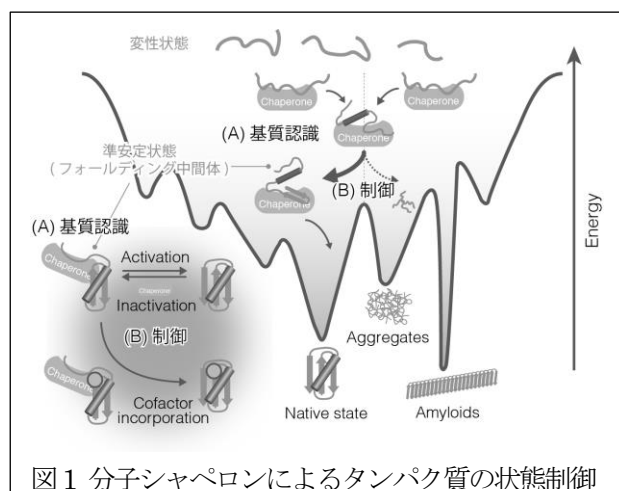 変性状態
Chaperone
Chaperone
Chaperone
(A) 基質認識
準安定状態
(フォールディング中間体)
Chaperone
(B) 制御
(A) 基質認識
Chaperone
Activation
Chaperone
Inactivation
(B) 制御
Chaperone
Cofactor
incorporation
Native state
Aggregates
Amyloids
Energy
図1 分子シャペロンによるタンパク質の状態制御